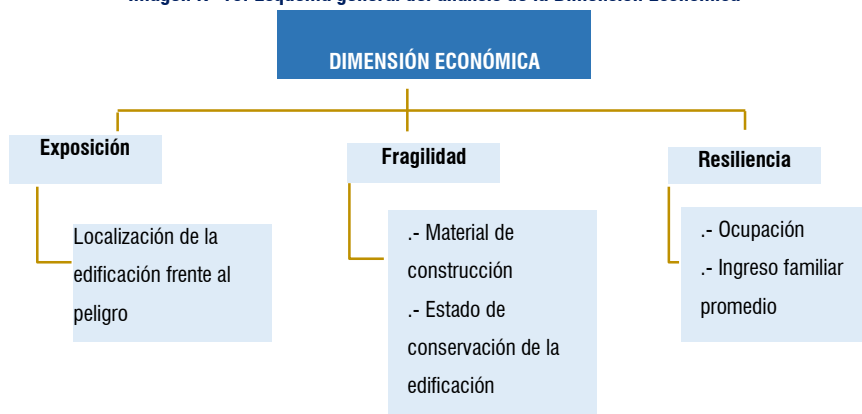 DIMENSIÓN ECONÓMICA
Exposición
Localización de la
edificación frente al
peligro
Fragilidad
.- Material de
construcción
.- Estado de
conservación de la
edificación
Resiliencia
.- Ocupación
.- Ingreso familiar
promedio